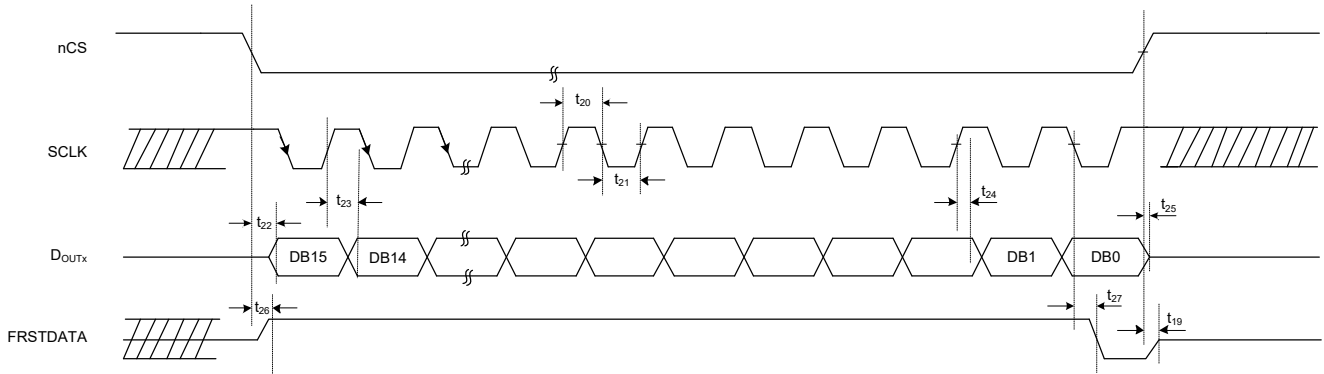 nCS
t20
SCLK
t21
t23
t24
t22
t25
DOUTx
DB15
DB14
DB1
DB0
t26
t27
t19
FRSTDATA